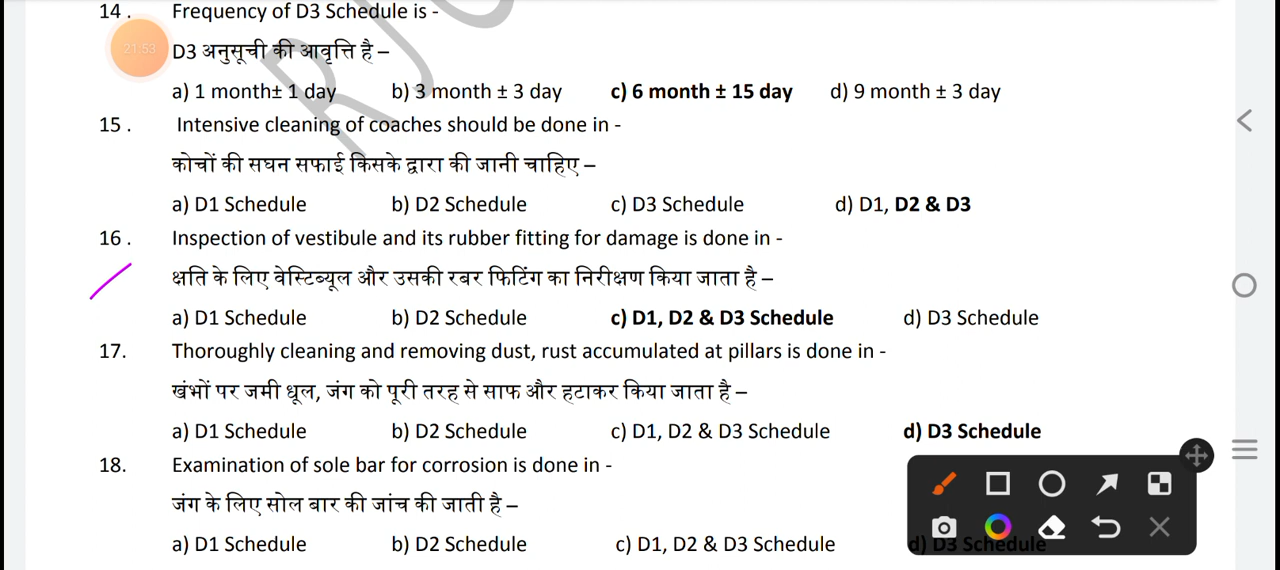 14 . Frequency of D3 Schedule is -
21:53
D3 अनुसूची की आवृत्ति है –
a) 1 month± 1 day b) 3 month ± 3 day c) 6 month ± 15 day d) 9 month ± 3 day
15 . Intensive cleaning of coaches should be done in -
कोचों की सघन सफाई किसके द्वारा की जानी चाहिए –
a) D1 Schedule b) D2 Schedule c) D3 Schedule d) D1, D2 & D3
16 . Inspection of vestibule and its rubber fitting for damage is done in -
क्षति के लिए वेस्टिब्यूल और उसकी रबर फिटिंग का निरीक्षण किया जाता है –
a) D1 Schedule b) D2 Schedule c) D1, D2 & D3 Schedule d) D3 Schedule
17. Thoroughly cleaning and removing dust, rust accumulated at pillars is done in -
खंभों पर जमी धूल, जंग को पूरी तरह से साफ और हटाकर किया जाता है –
a) D1 Schedule b) D2 Schedule c) D1, D2 & D3 Schedule d) D3 Schedule
18. Examination of sole bar for corrosion is done in -
जंग के लिए सोल बार की जांच की जाती है –
a) D1 Schedule b) D2 Schedule c) D1, D2 & D3 Schedule d) D3 Schedule